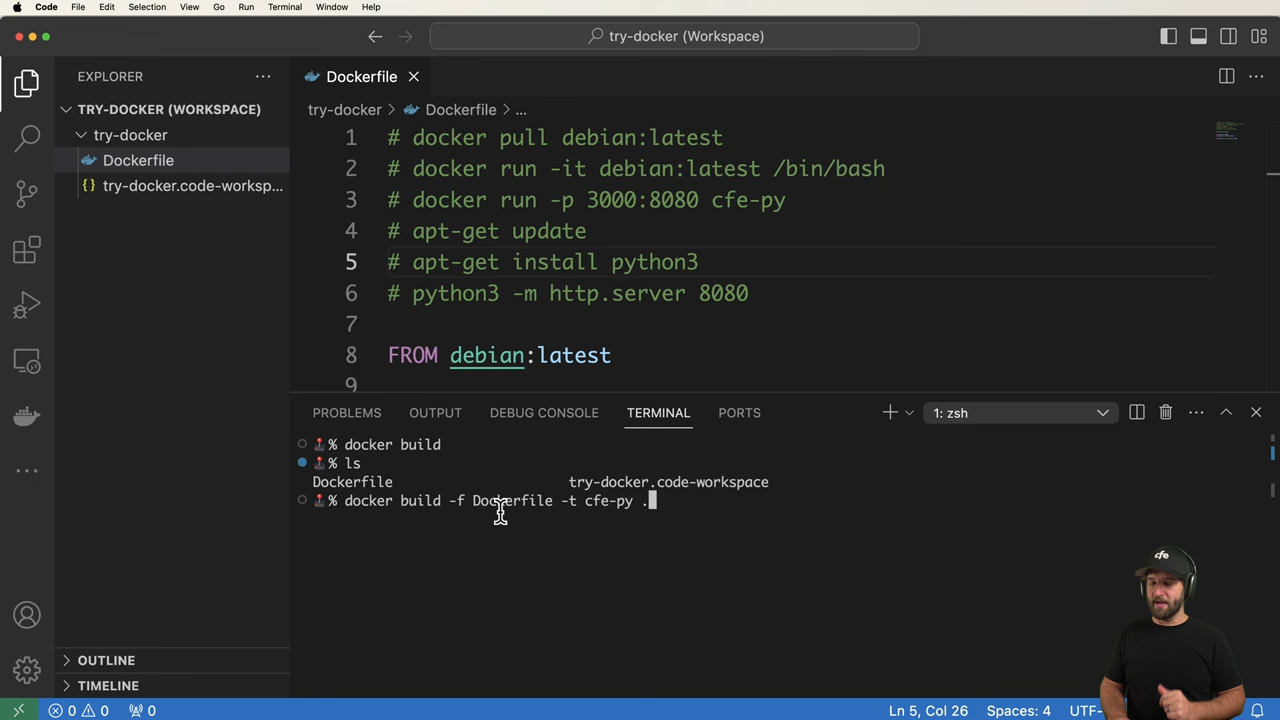 Code File Edit Selection View Go Run Terminal Window Help
try-docker (Workspace)
EXPLORER
TRY-DOCKER (WORKSPACE)
try-docker
Dockerfile
{} try-docker.code-worksp...
Dockerfile
try-docker > Dockerfile > ...
1 # docker pull debian:latest
2 # docker run -it debian:latest /bin/bash
3 # docker run -p 3000:8080 cfe-py
4 # apt-get update
5 # apt-get install python3
6 # python3 -m http.server 8080
7
8 FROM debian:latest
9
PROBLEMS OUTPUT DEBUG CONSOLE TERMINAL PORTS
1: zsh
% docker build
% ls
Dockerfile try-docker.code-workspace
% docker build -f Dockerfile -t cfe-py .
cfe
OUTLINE
TIMELINE
0 0 0 Ln 5, Col 26 Spaces: 4 UTF-